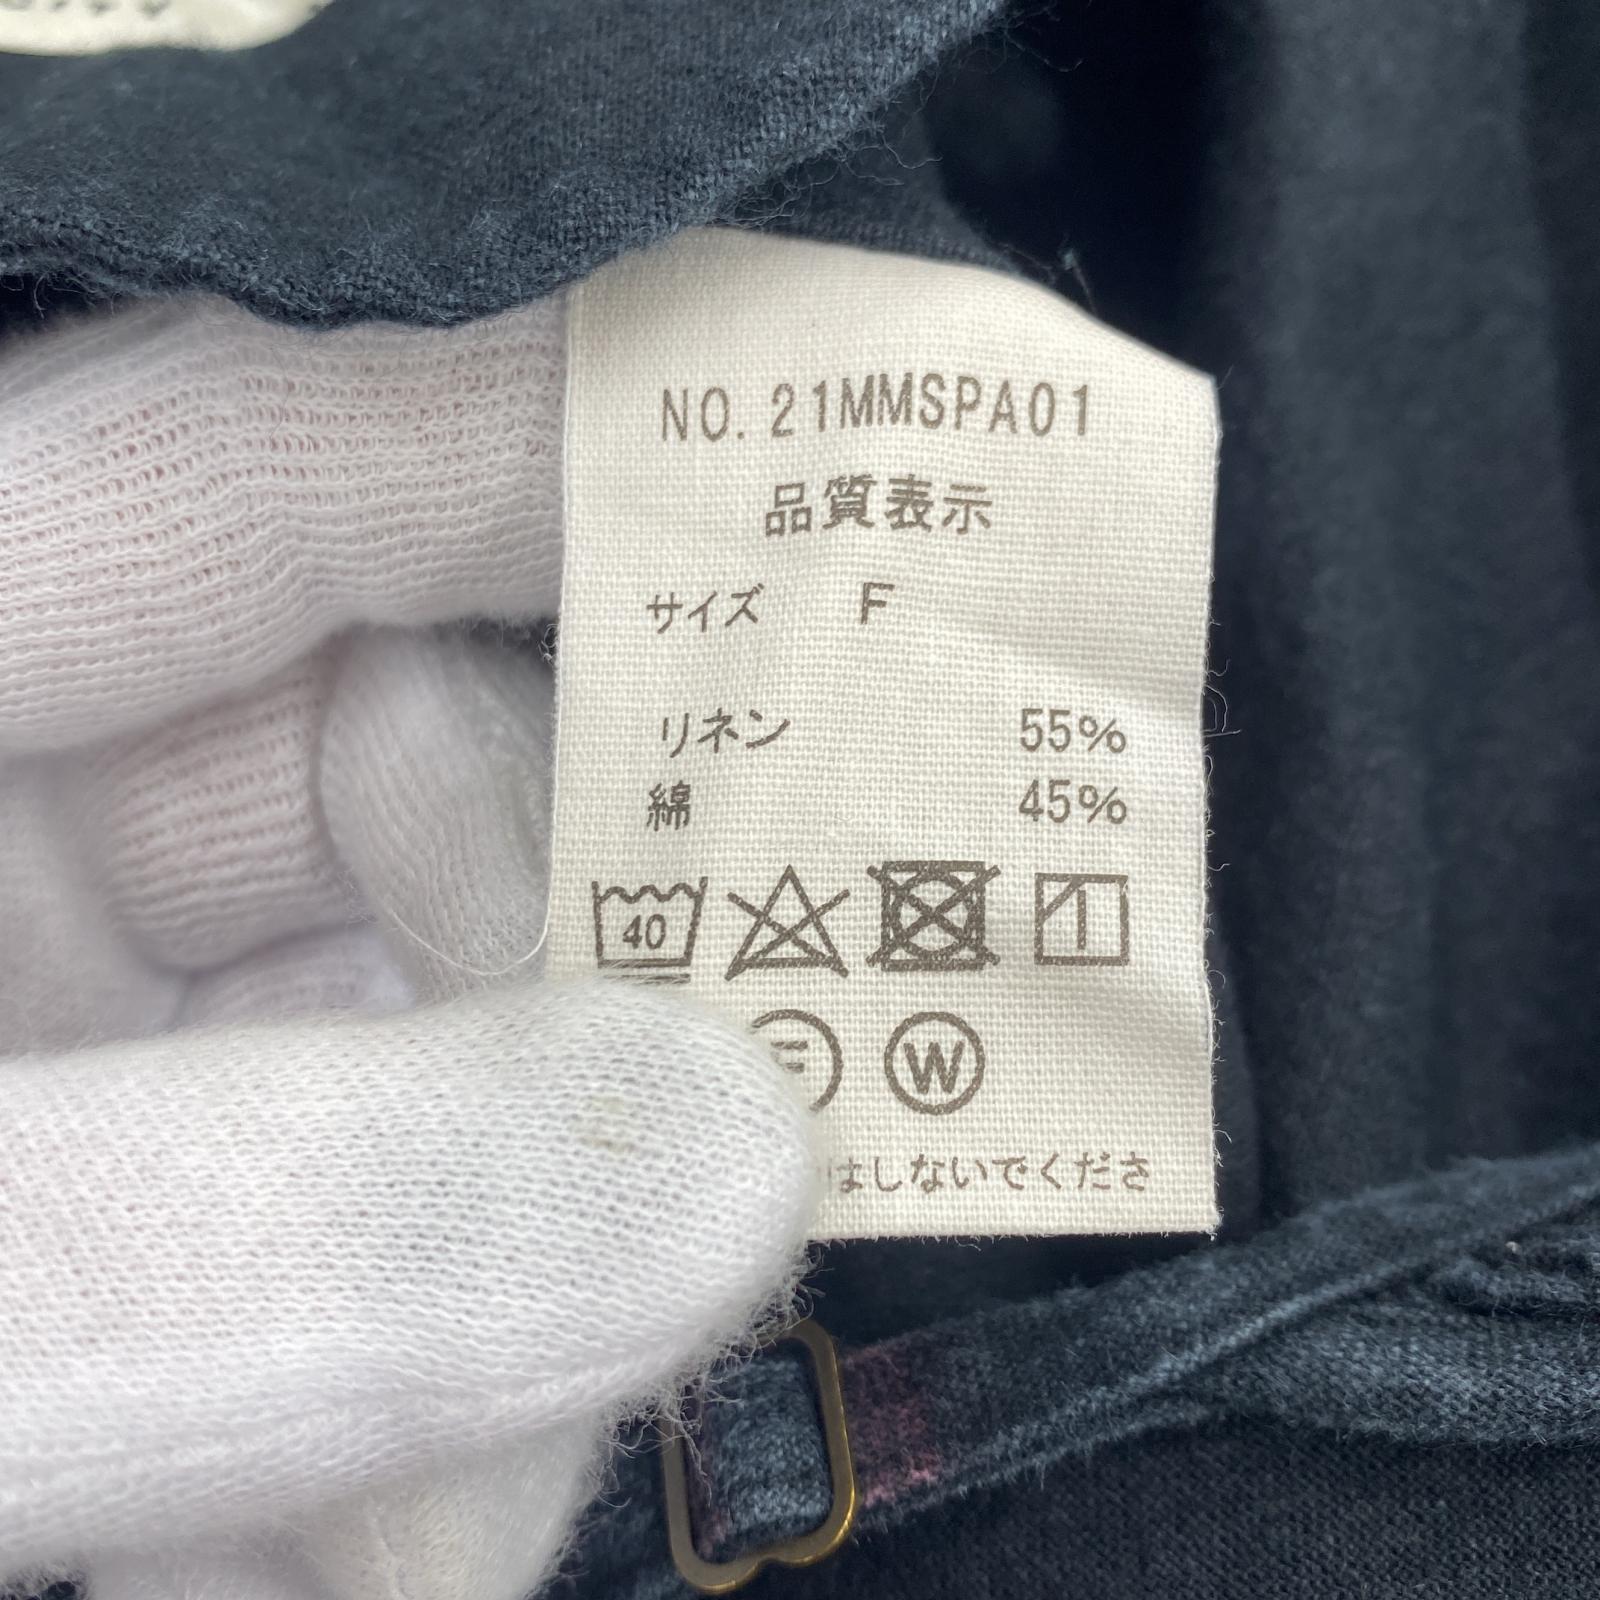 NO. 21MMSPA01
品質表示
サイズ F
リネン 55%
綿 45%
40
F W
はしないでくださ